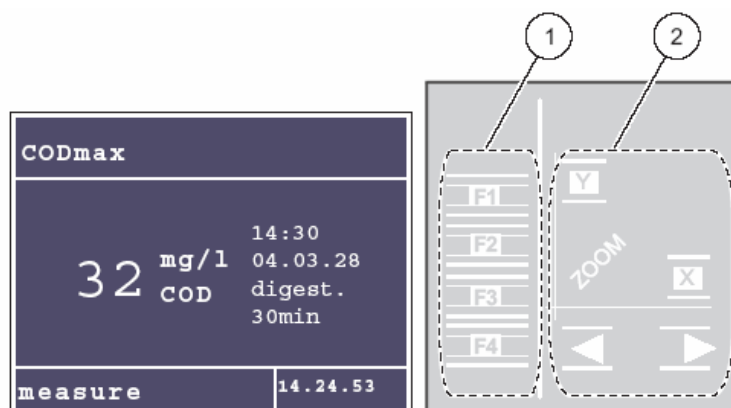 1
2
CODmax
14:30
32 mg/l 04.03.28
COD digest.
30min
measure 14.24.53
F1
F2
F3
F4
Y
ZOOM
X